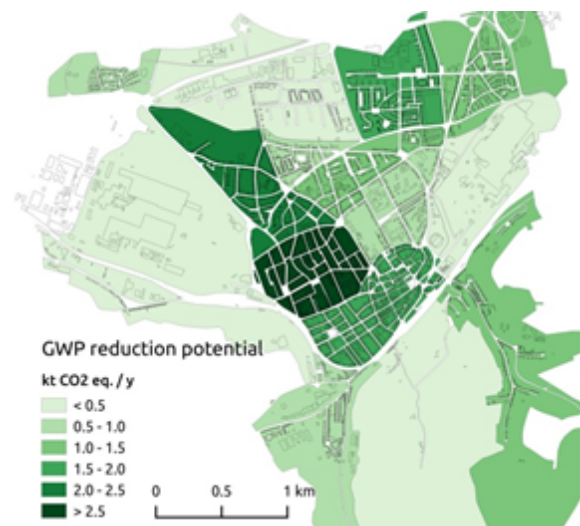 GWP reduction potential
kt CO2 eq. / y
< 0.5
0.5 - 1.0
1.0 - 1.5
1.5 - 2.0
2.0 - 2.5
> 2.5
0 0.5 1 km